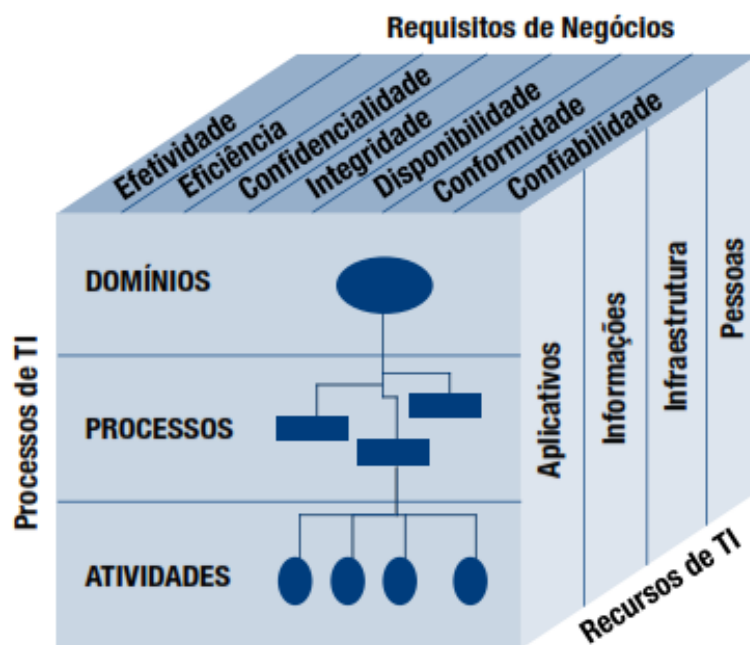 Requisitos de Negócios
Efetividade
Eficiência
Confidencialidade
Integridade
Disponibilidade
Conformidade
Confiabilidade
Processos de TI
DOMÍNIOS
PROCESSOS
ATIVIDADES
Aplicativos
Informações
Infraestrutura
Pessoas
Recursos de TI